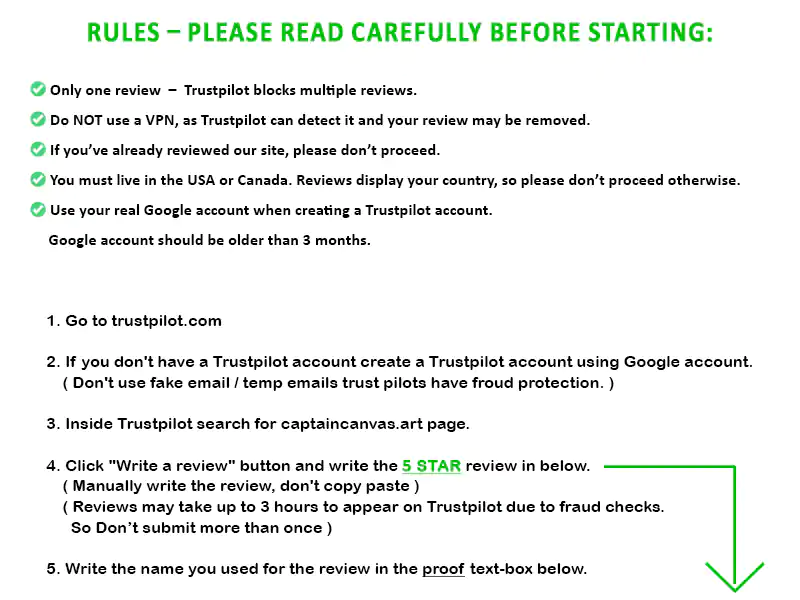 RULES – PLEASE READ CAREFULLY BEFORE STARTING:
Only one review – Trustpilot blocks multiple reviews.
Do NOT use a VPN, as Trustpilot can detect it and your review may be removed.
If you've already reviewed our site, please don't proceed.
You must live in the USA or Canada. Reviews display your country, so please don't proceed otherwise.
Use your real Google account when creating a Trustpilot account.
Google account should be older than 3 months.
1. Go to trustpilot.com
2. If you don't have a Trustpilot account create a Trustpilot account using Google account.
( Don't use fake email / temp emails trust pilots have froud protection. )
3. Inside Trustpilot search for captaincanvas.art page.
4. Click "Write a review" button and write the 5 STAR review in below.
( Manually write the review, don't copy paste )
( Reviews may take up to 3 hours to appear on Trustpilot due to fraud checks.
So Don't submit more than once )
5. Write the name you used for the review in the proof text-box below.